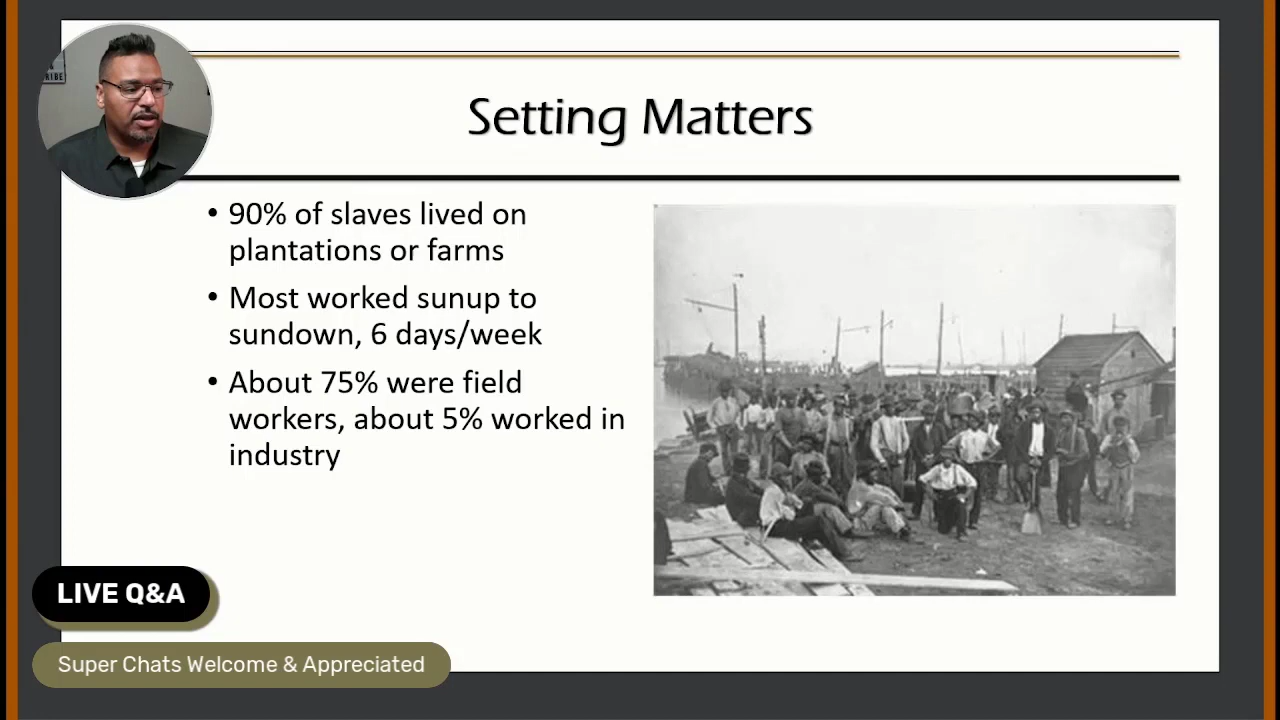 RIBE
Setting Matters
• 90% of slaves lived on
plantations or farms
• Most worked sunup to
sundown, 6 days/week
• About 75% were field
workers, about 5% worked in
industry
LIVE Q&A
Super Chats Welcome & Appreciated